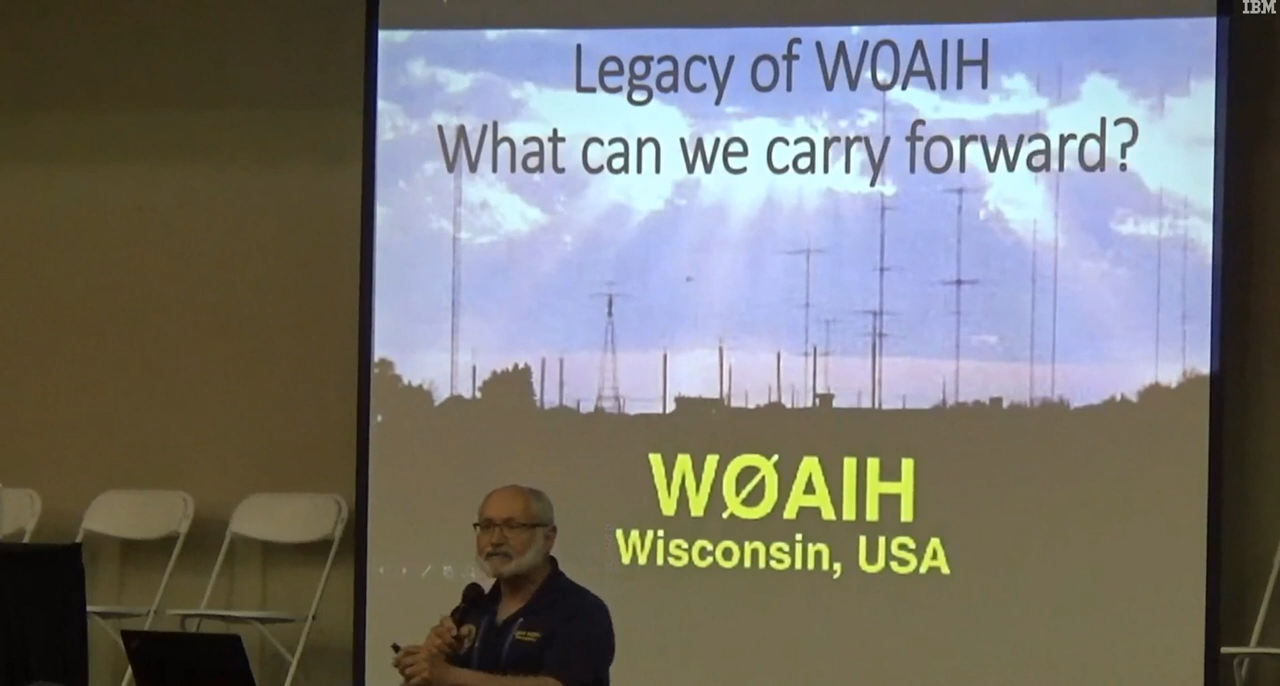 IBM
Legacy of W0AIH
What can we carry forward?
WØAIH
Wisconsin, USA